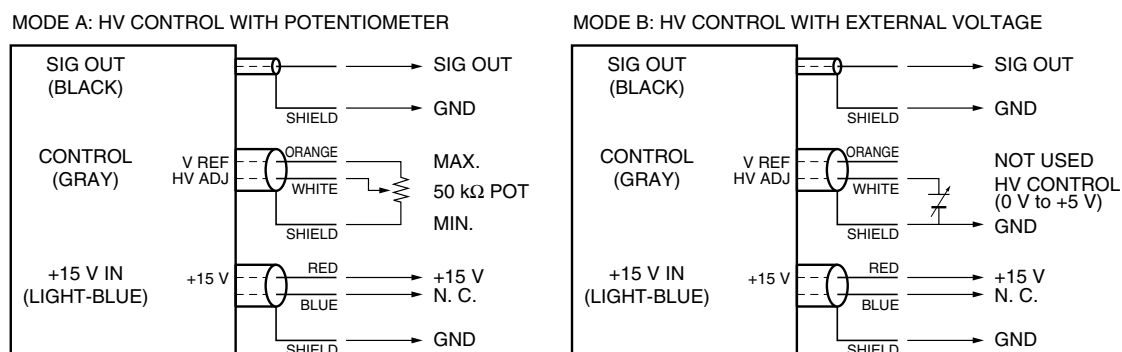 MODE A: HV CONTROL WITH POTENTIOMETER
SIG OUT
(BLACK)
SIG OUT
GND
SHIELD
CONTROL
(GRAY)
V REF
HV ADJ
ORANGE
WHITE
SHIELD
MAX.
50 kΩ POT
MIN.
+15 V IN
(LIGHT-BLUE)
+15 V
RED
BLUE
SHIELD
+15 V
N. C.
GND
MODE B: HV CONTROL WITH EXTERNAL VOLTAGE
SIG OUT
(BLACK)
SIG OUT
GND
SHIELD
CONTROL
(GRAY)
V REF
HV ADJ
ORANGE
WHITE
SHIELD
NOT USED
HV CONTROL
(0 V to +5 V)
GND
+15 V IN
(LIGHT-BLUE)
+15 V
RED
BLUE
SHIELD
+15 V
N. C.
GND